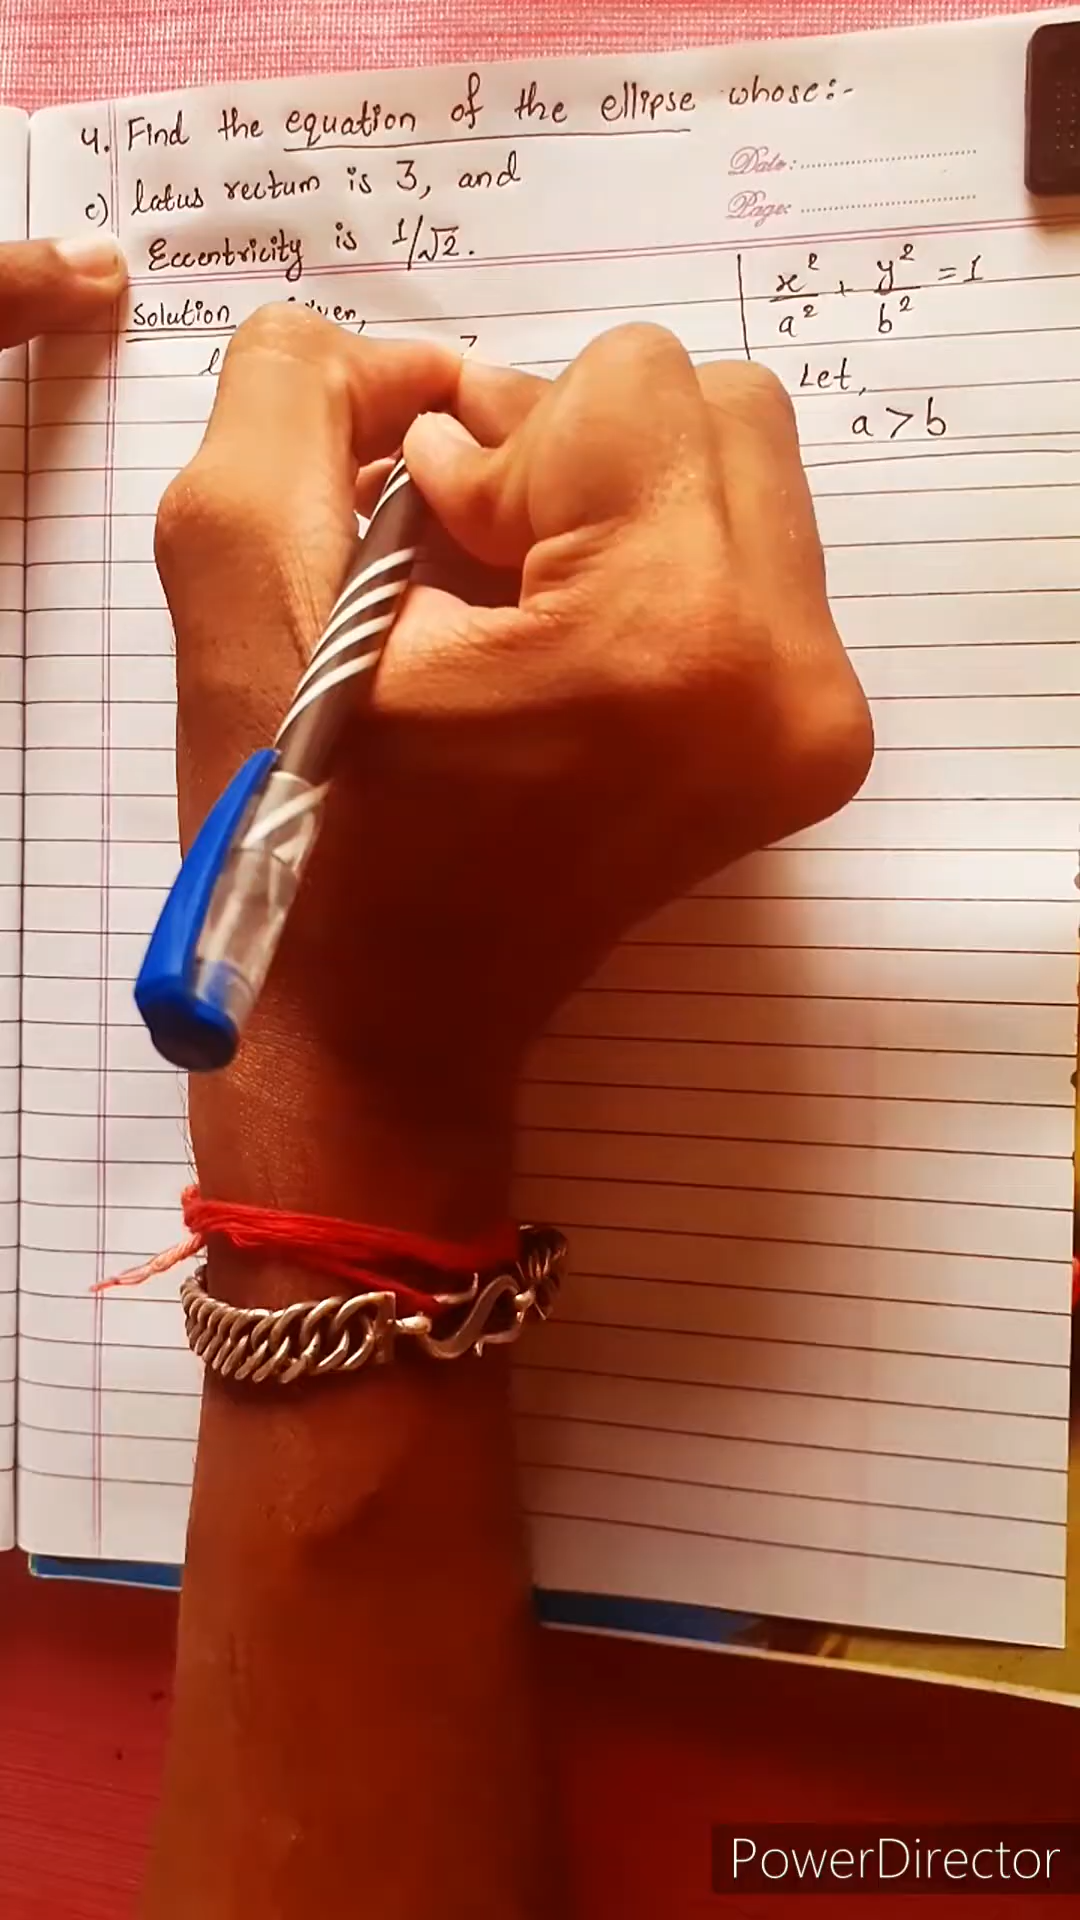 4. Find the equation of the ellipse whose:-
c) latus rectum is 3, and
Eccentricity is 1/√2.
Date:
Page:
Solution
x²/a² + y²/b² = 1
Let,
a > b
PowerDirector